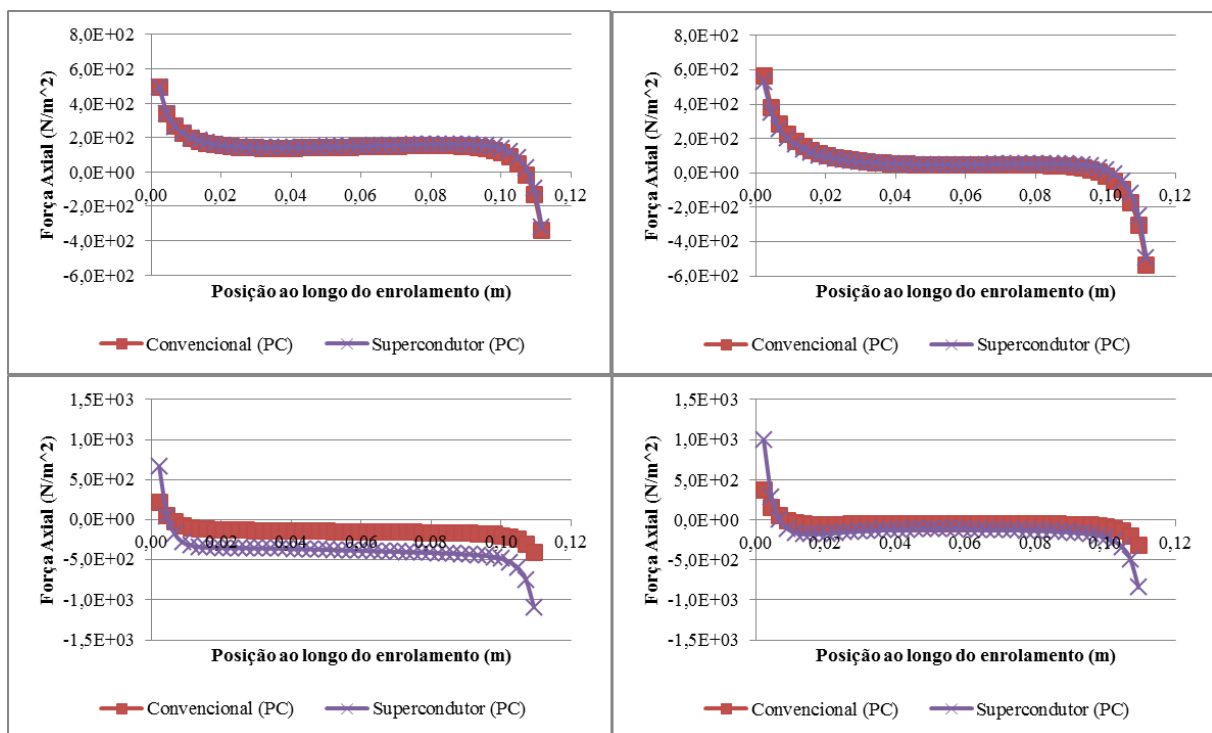 8,0E+02
6,0E+02
4,0E+02
2,0E+02
0,0E+00
-2,0E+02
-4,0E+02
-6,0E+02
0,00 0,02 0,04 0,06 0,08 0,10 0,12
Força Axial (N/m^2)
Posição ao longo do enrolamento (m)
Convencional (PC) Supercondutor (PC)
8,0E+02
6,0E+02
4,0E+02
2,0E+02
0,0E+00
-2,0E+02
-4,0E+02
-6,0E+02
0,00 0,02 0,04 0,06 0,08 0,10 0,12
Força Axial (N/m^2)
Posição ao longo do enrolamento (m)
Convencional (PC) Supercondutor (PC)
1,5E+03
1,0E+03
5,0E+02
0,0E+00
-5,0E+02
-1,0E+03
-1,5E+03
0,00 0,02 0,04 0,06 0,08 0,10 0,12
Força Axial (N/m^2)
Posição ao longo do enrolamento (m)
Convencional (PC) Supercondutor (PC)
1,5E+03
1,0E+03
5,0E+02
0,0E+00
-5,0E+02
-1,0E+03
-1,5E+03
0,00 0,02 0,04 0,06 0,08 0,10 0,12
Força Axial (N/m^2)
Posição ao longo do enrolamento (m)
Convencional (PC) Supercondutor (PC)